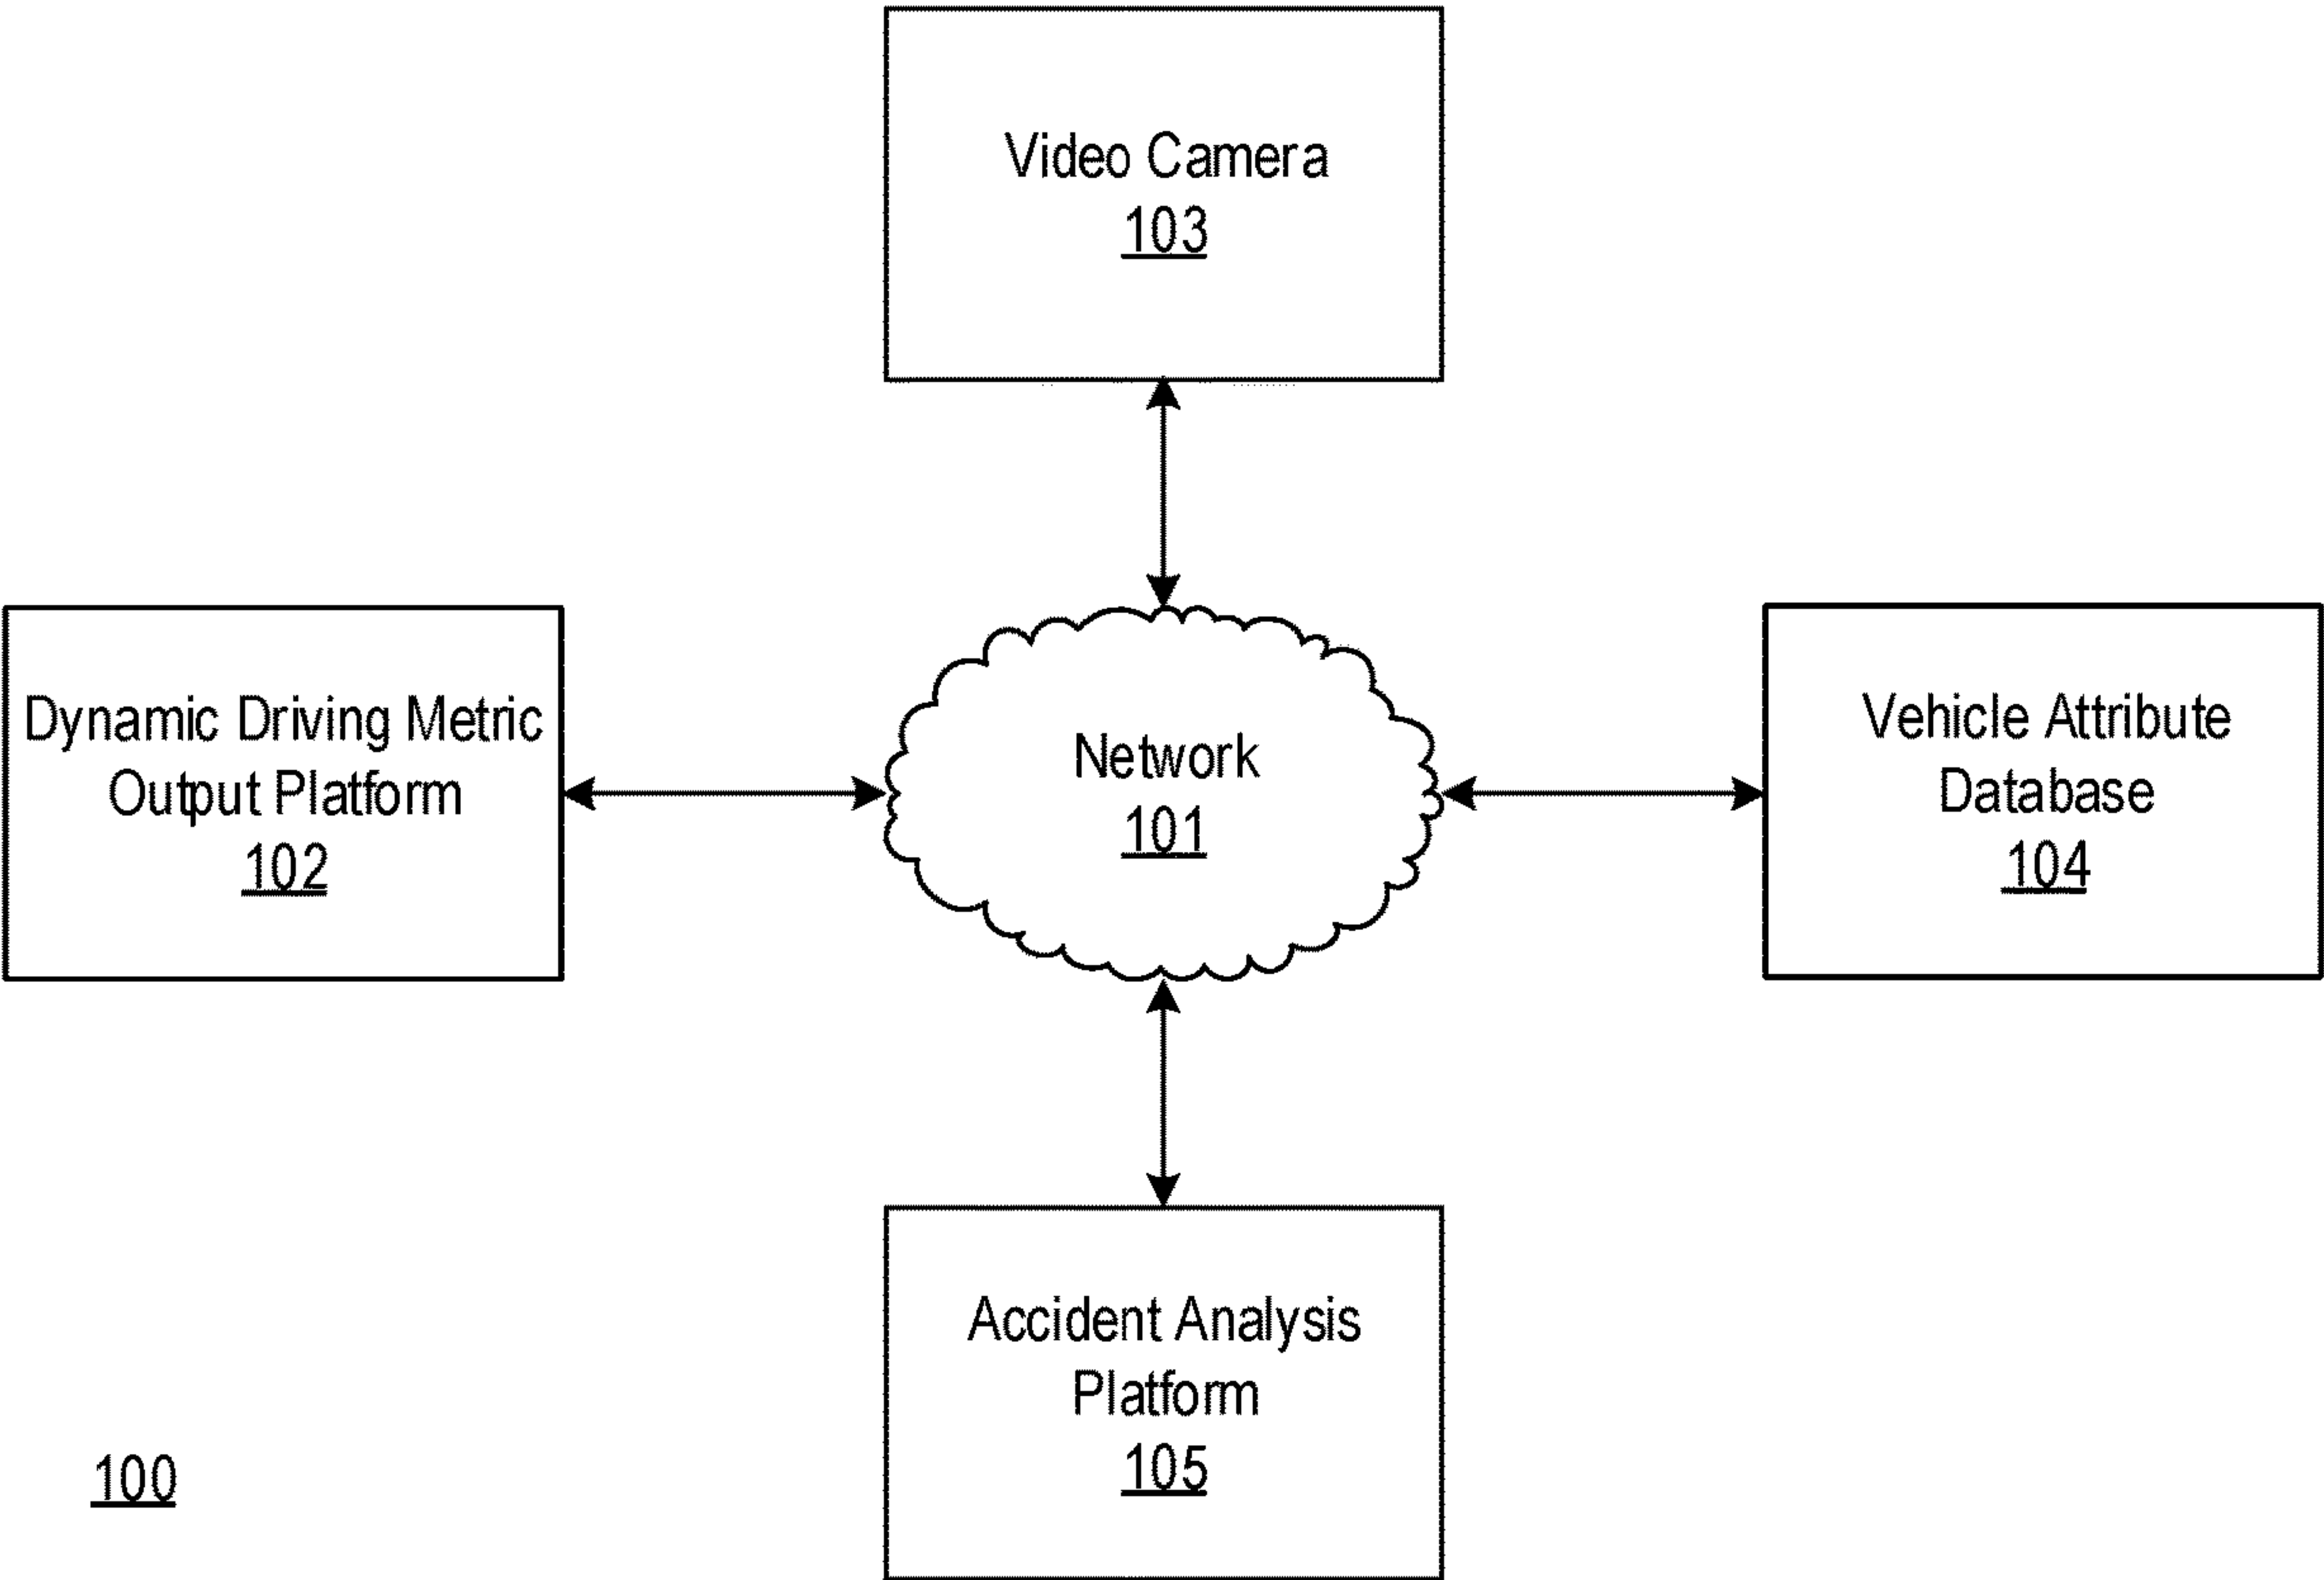 Video Camera
103
Dynamic Driving Metric
Output Platform
102
Network
101
Vehicle Attribute
Database
104
Accident Analysis
Platform
105
100